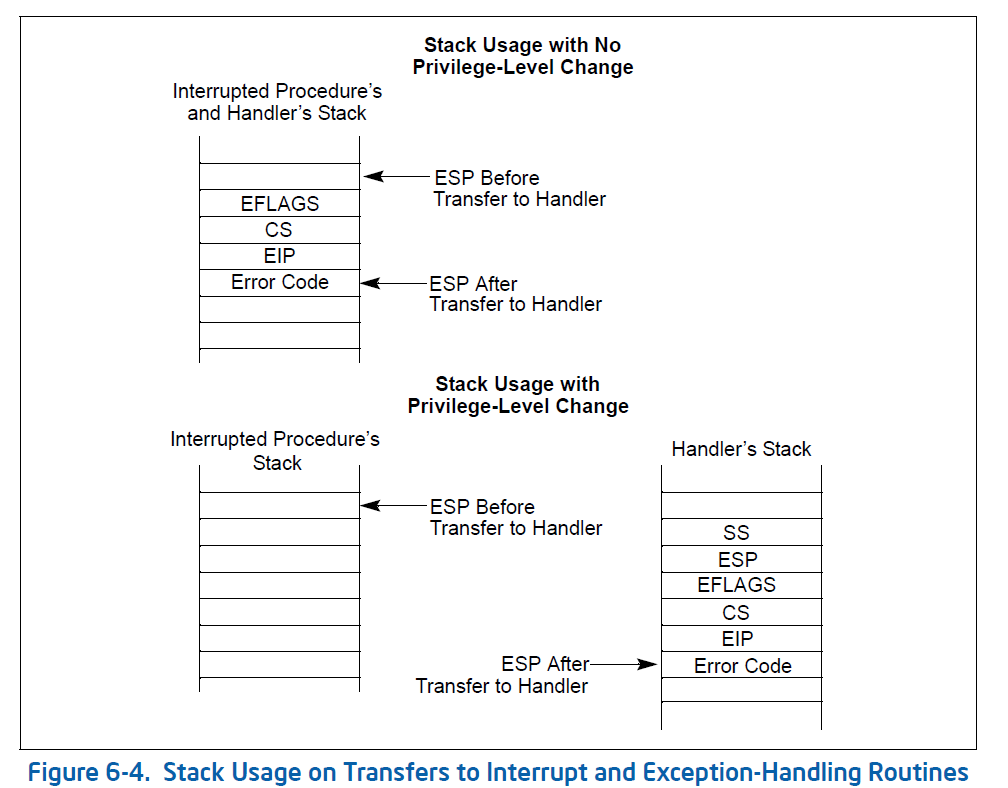 Stack Usage with No
Privilege-Level Change
Interrupted Procedure's
and Handler's Stack
ESP Before
Transfer to Handler
EFLAGS
CS
EIP
Error Code
ESP After
Transfer to Handler
Stack Usage with
Privilege-Level Change
Interrupted Procedure's
Stack
Handler's Stack
ESP Before
Transfer to Handler
SS
ESP
EFLAGS
CS
EIP
ESP After
Transfer to Handler
Error Code
Figure 6-4. Stack Usage on Transfers to Interrupt and Exception-Handling Routines